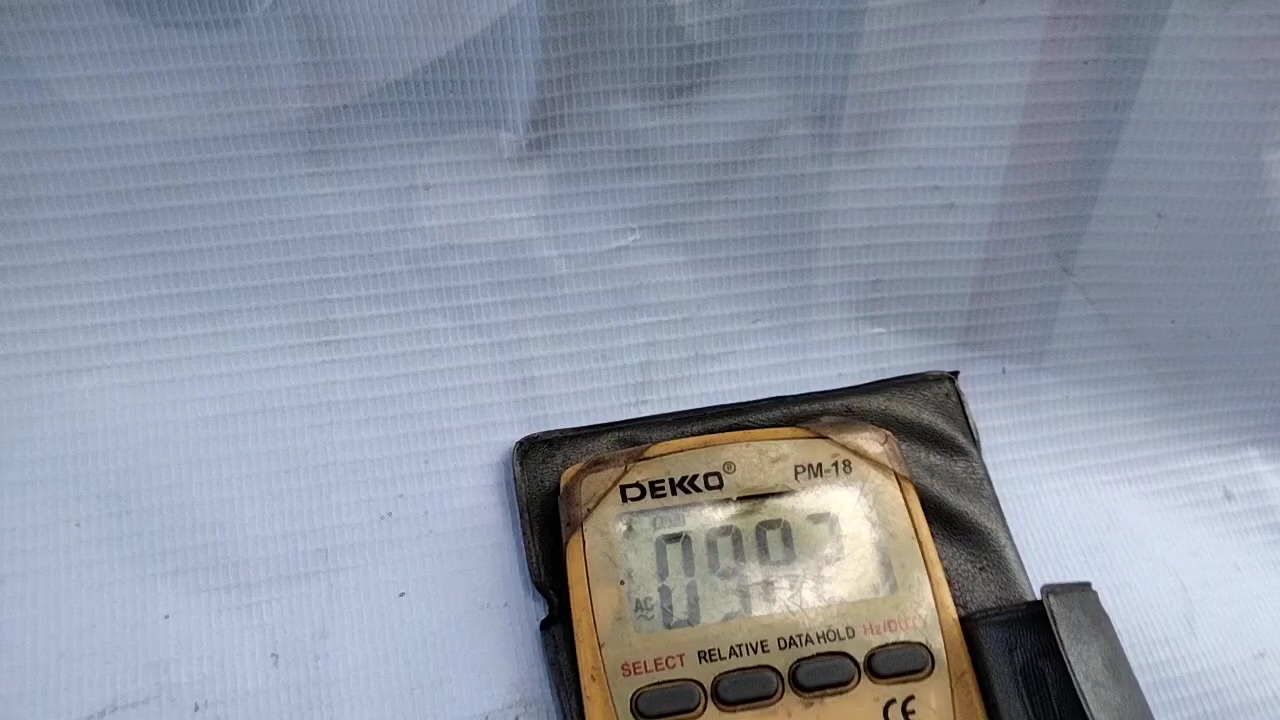 DEKKO®
PM-18
AC
SELECT RELATIVE DATA HOLD Hz/DUTY
CE